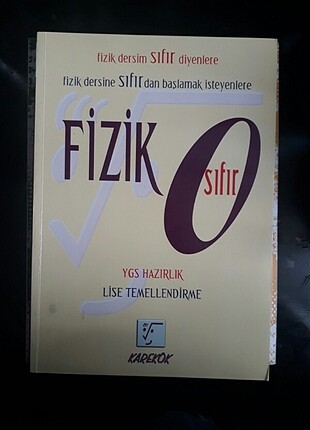 fizik dersim sıfır diyenlere
fizik dersine sıfırdan başlamak isteyenlere
FİZİK
0
sıfır
YGS HAZIRLIK
LİSE TEMELLENDİRME
KAREKÖK